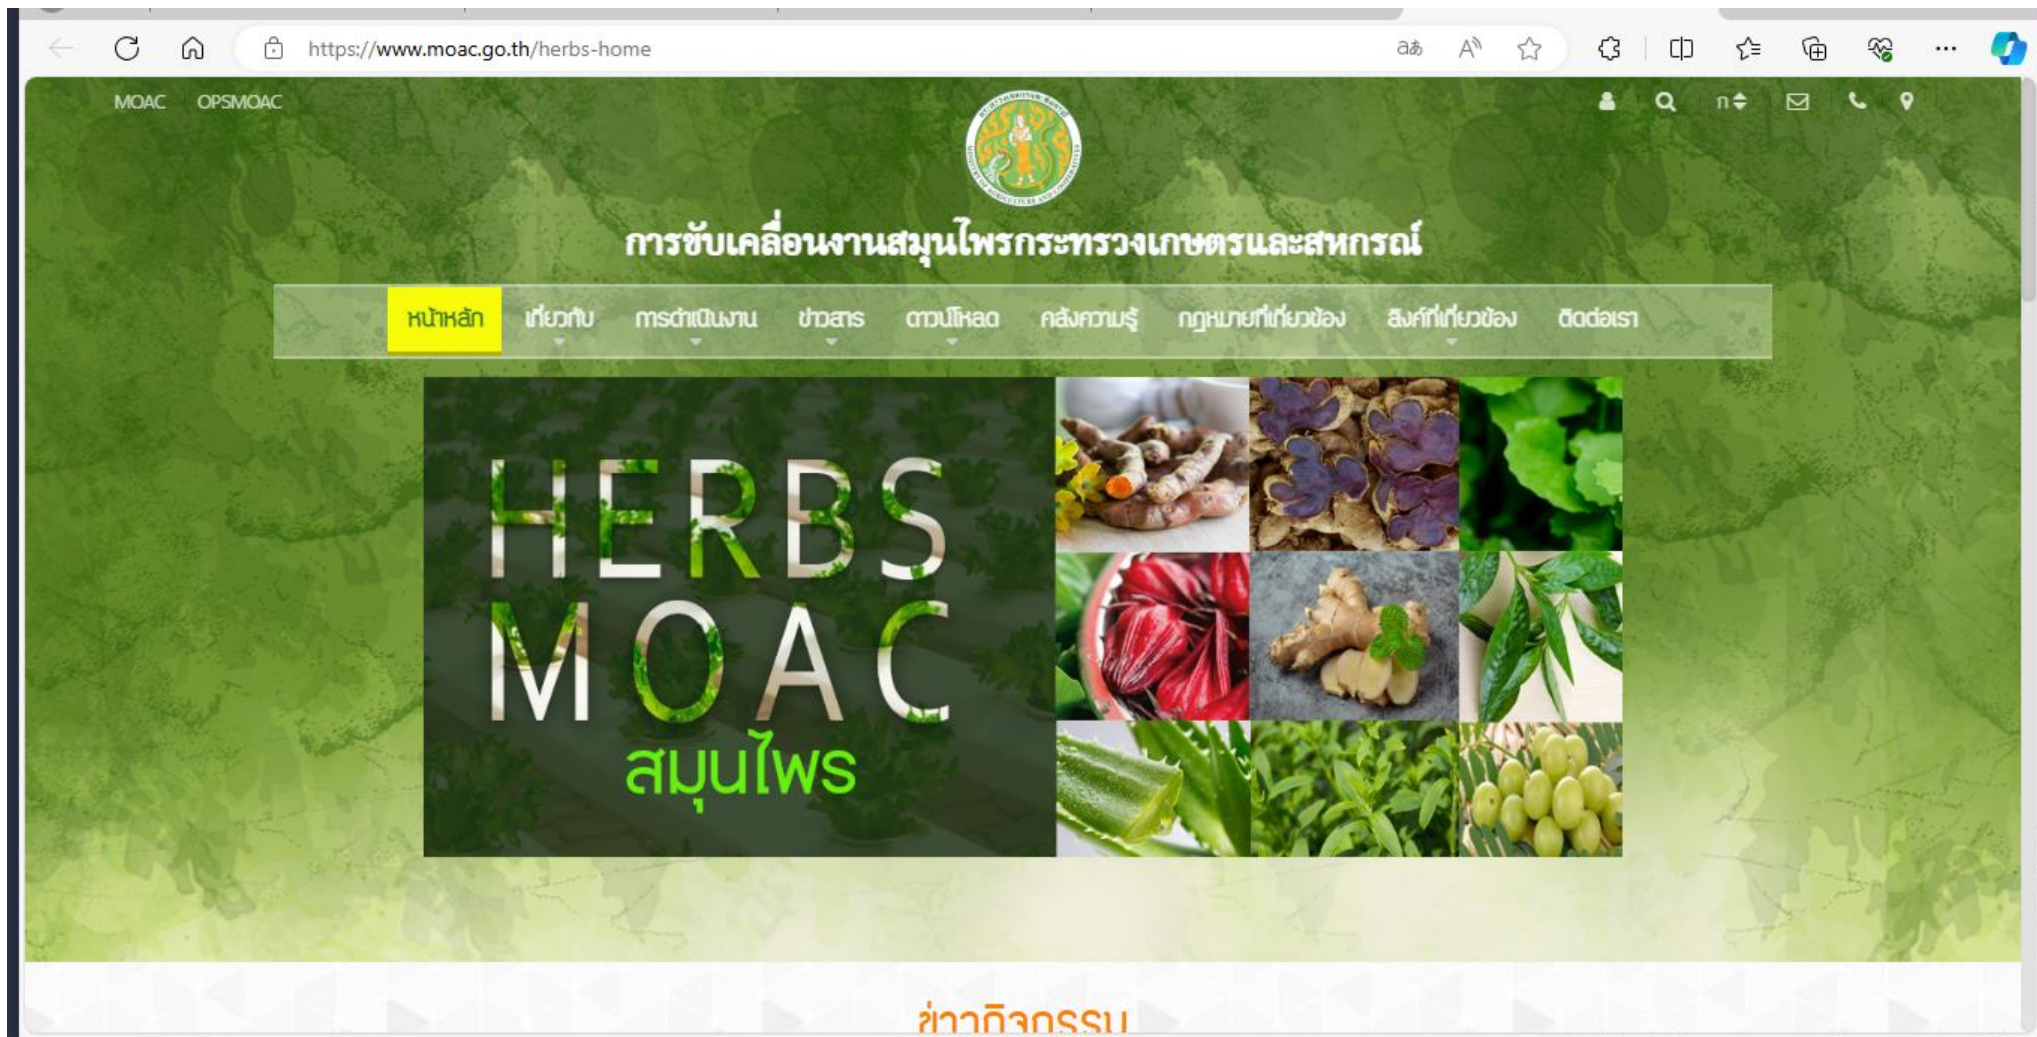 https://www.moac.go.th/herbs-home
MOAC OPSMOAC
ก
MINISTRY OF AGRICULTURE AND COOPERATIVES
การขับเคลื่อนงานสมุนไพรกระทรวงเกษตรและสหกรณ์
หน้าหลัก เกี่ยวกับ การดำเนินงาน ข่าวสาร ดาวน์โหลด คลังความรู้ กฎหมายที่เกี่ยวข้อง ลิงค์ที่เกี่ยวข้อง ติดต่อเรา
HERBS
MOAC
สมุนไพร
ข่าวกิจกรรม